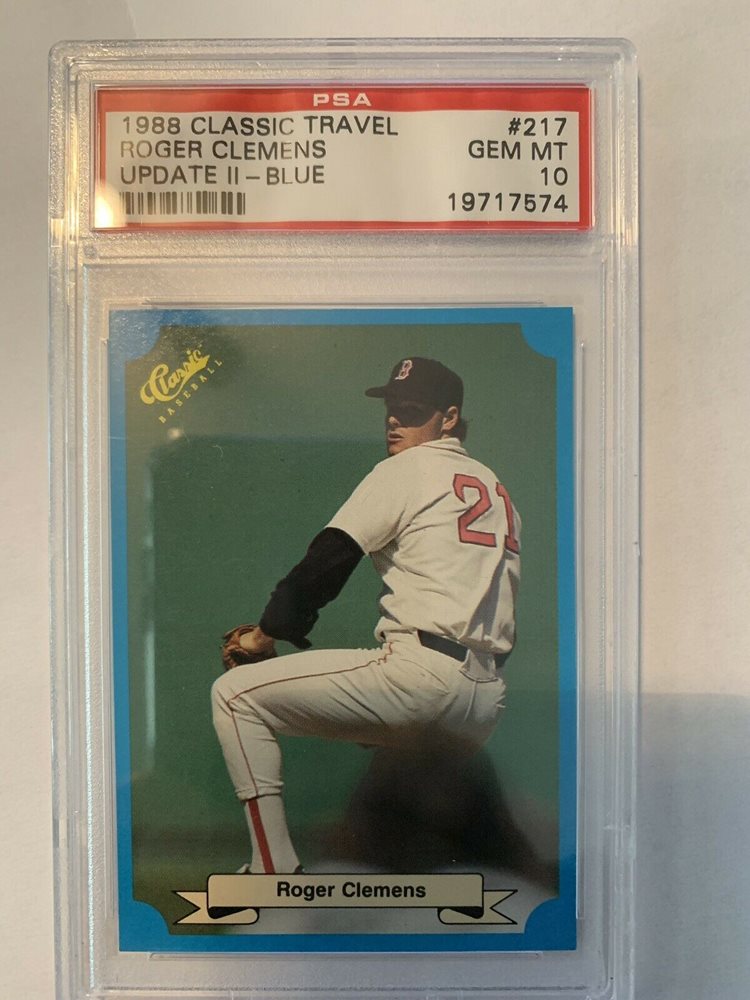 PSA
1988 CLASSIC TRAVEL #217
ROGER CLEMENS GEM MT
UPDATE II - BLUE 10
19717574
Classic
BASEBALL
B
21
Roger Clemens